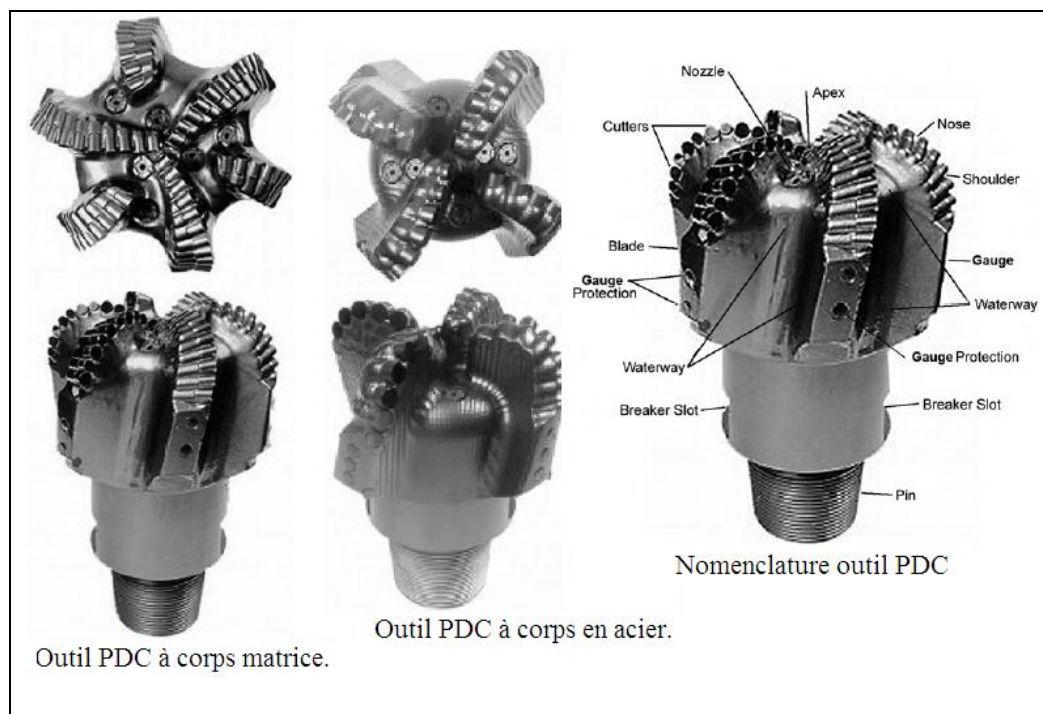 Nozzle
Apex
Cutters
Nose
Shoulder
Blade
Gauge
Gauge
Protection
Waterway
Waterway
Gauge Protection
Breaker Slot
Breaker Slot
Pin
Nomenclature outil PDC
Outil PDC à corps en acier.
Outil PDC à corps matrice.